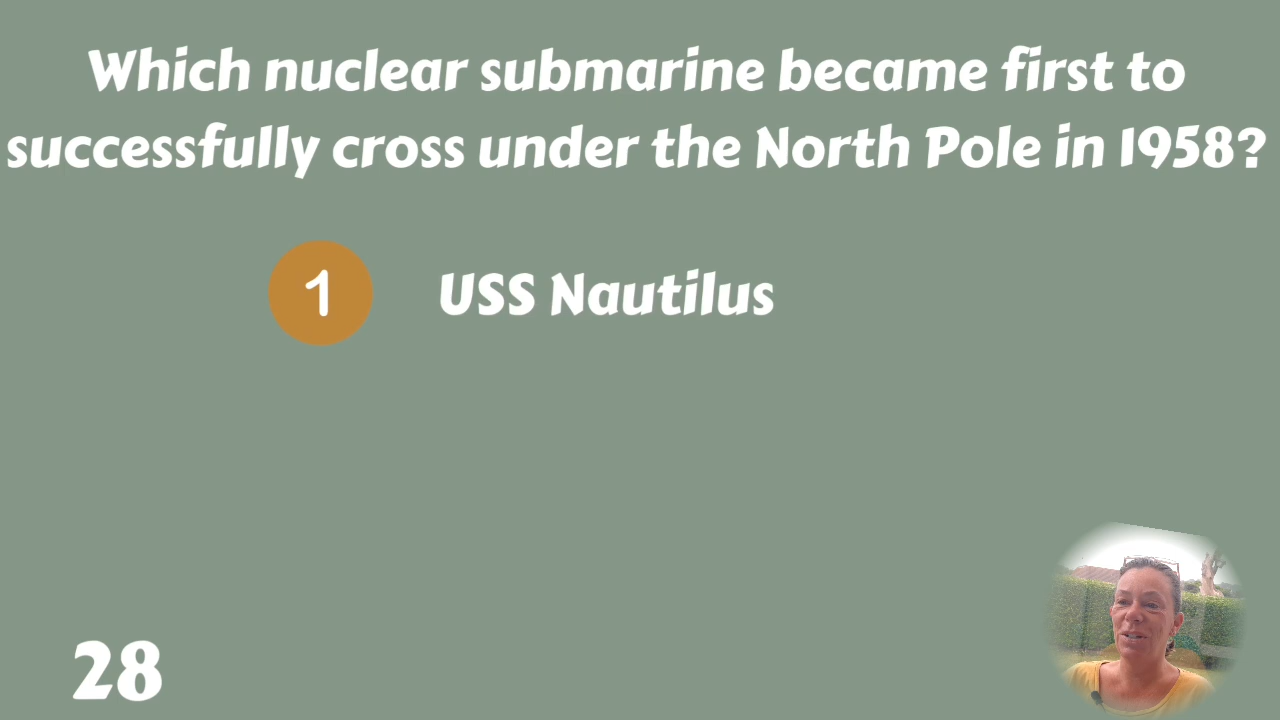 Which nuclear submarine became first to
successfully cross under the North Pole in 1958?
1 USS Nautilus
28